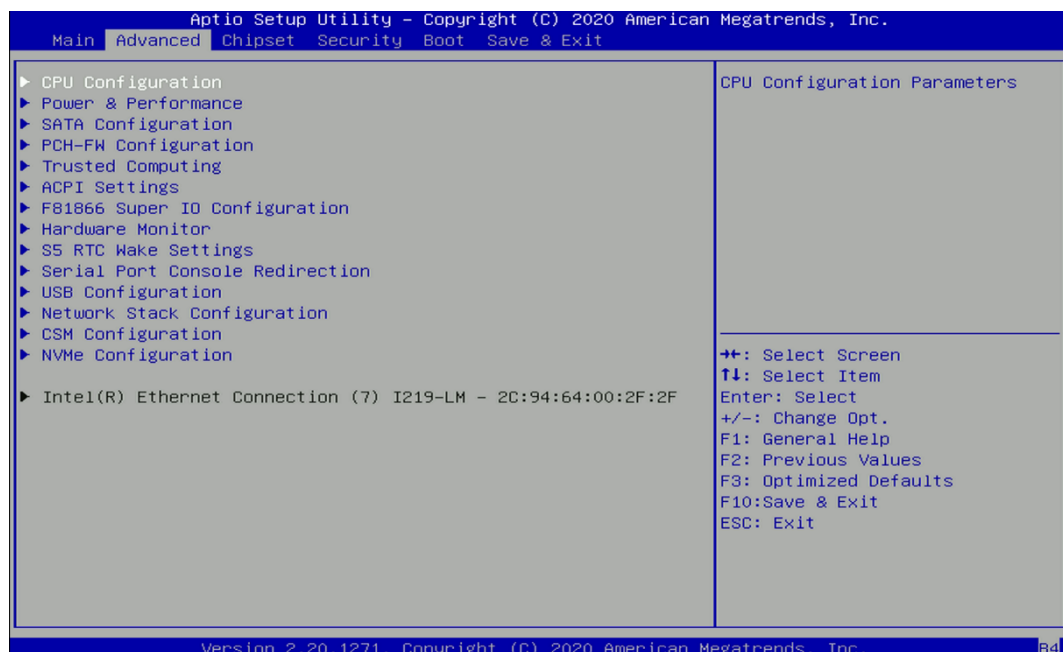 Aptio Setup Utility – Copyright (C) 2020 American Megatrends, Inc.
Main Advanced Chipset Security Boot Save & Exit
▶ CPU Configuration
▶ Power & Performance
▶ SATA Configuration
▶ PCH-FW Configuration
▶ Trusted Computing
▶ ACPI Settings
▶ F81866 Super IO Configuration
▶ Hardware Monitor
▶ S5 RTC Wake Settings
▶ Serial Port Console Redirection
▶ USB Configuration
▶ Network Stack Configuration
▶ CSM Configuration
▶ NVMe Configuration
▶ Intel(R) Ethernet Connection (7) I219-LM – 2C:94:64:00:2F:2F
CPU Configuration Parameters
→←: Select Screen
↑↓: Select Item
Enter: Select
+/-: Change Opt.
F1: General Help
F2: Previous Values
F3: Optimized Defaults
F10:Save & Exit
ESC: Exit
Version 2.20.1271. Copyright (C) 2020 American Megatrends, Inc.
B4